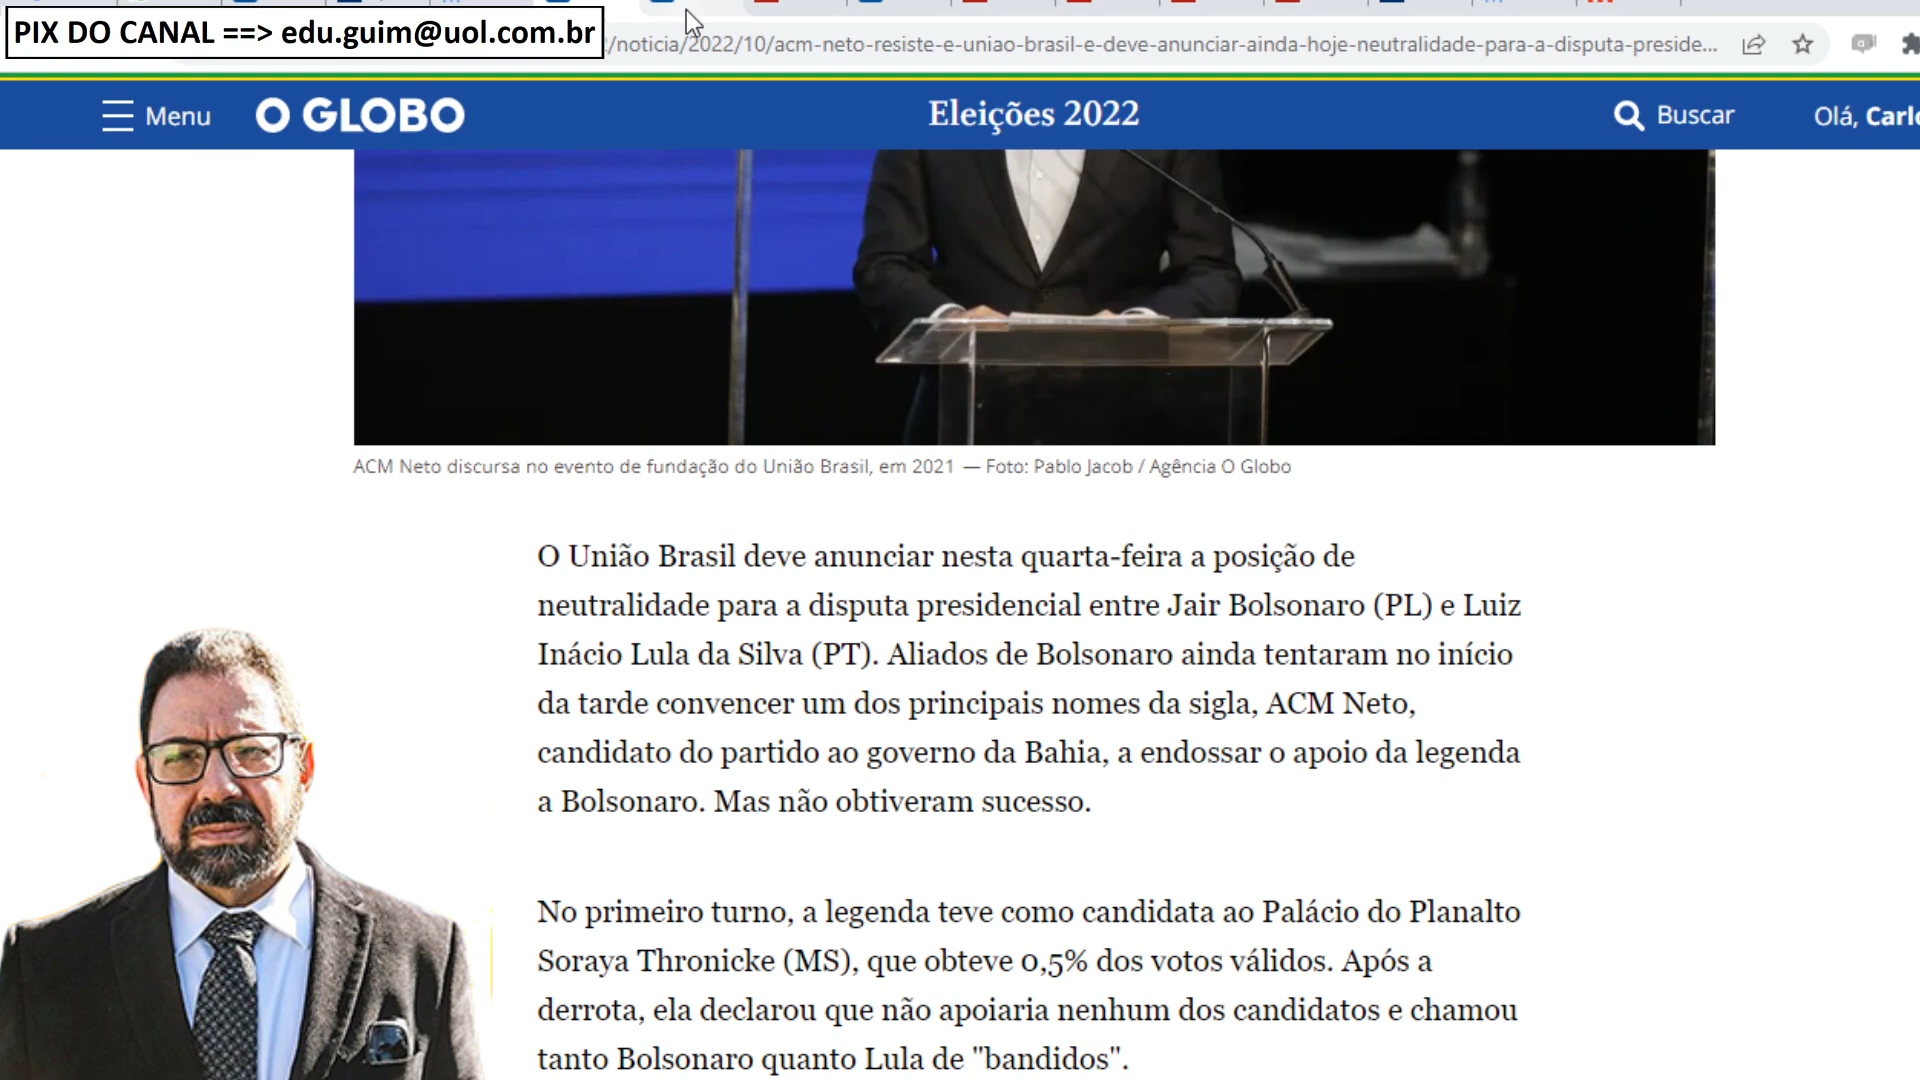 PIX DO CANAL ==> edu.guim@uol.com.br
/noticia/2022/10/acm-neto-resiste-e-uniao-brasil-e-deve-anunciar-ainda-hoje-neutralidade-para-a-disputa-preside...
Menu
O GLOBO
Eleições 2022
Buscar
Olá, Carlo
ACM Neto discursa no evento de fundação do União Brasil, em 2021 — Foto: Pablo Jacob / Agência O Globo
O União Brasil deve anunciar nesta quarta-feira a posição de
neutralidade para a disputa presidencial entre Jair Bolsonaro (PL) e Luiz
Inácio Lula da Silva (PT). Aliados de Bolsonaro ainda tentaram no início
da tarde convencer um dos principais nomes da sigla, ACM Neto,
candidato do partido ao governo da Bahia, a endossar o apoio da legenda
a Bolsonaro. Mas não obtiveram sucesso.
No primeiro turno, a legenda teve como candidata ao Palácio do Planalto
Soraya Thronicke (MS), que obteve 0,5% dos votos válidos. Após a
derrota, ela declarou que não apoiaria nenhum dos candidatos e chamou
tanto Bolsonaro quanto Lula de "bandidos".